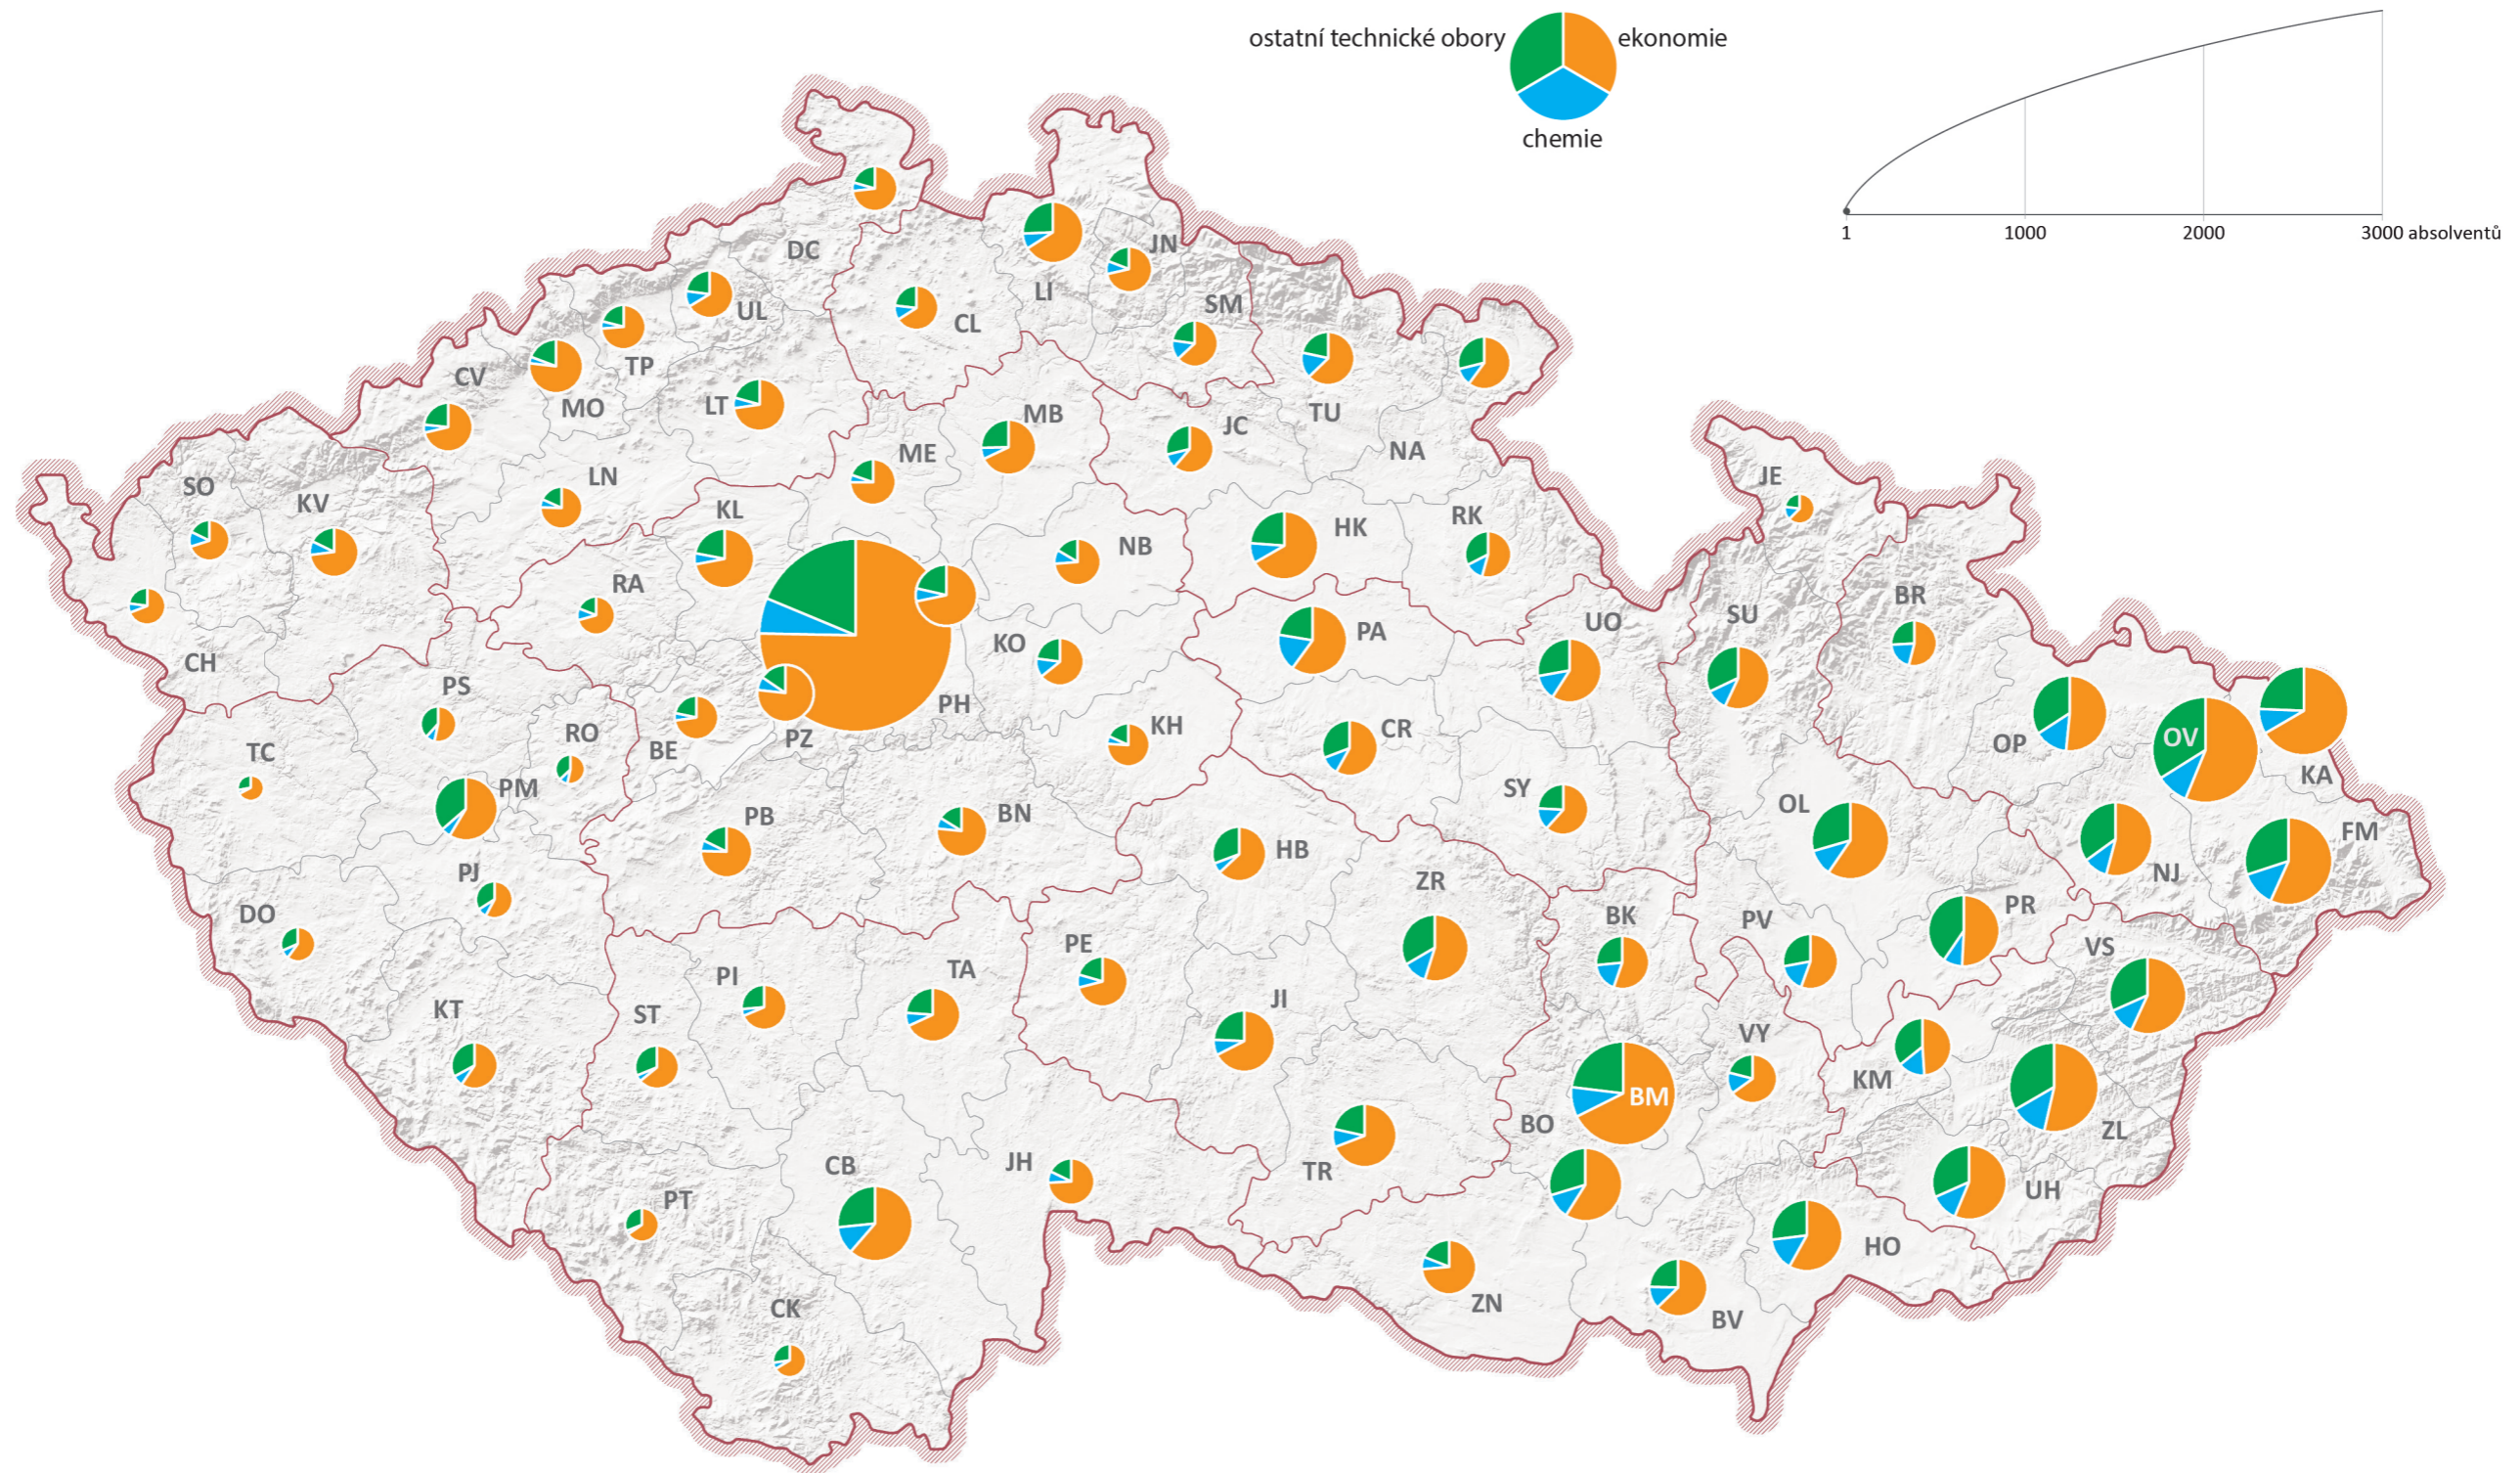 ostatní technické obory
ekonomie
chemie
1
1000
2000
3000 absolventů
DC
JN
LI
SM
UL
CL
TP
CV
MO
LT
MB
TU
JC
NA
ME
LN
JE
SO
KV
KL
HK
RK
NB
RA
BR
UO
SU
PA
KO
CH
PS
PH
KH
CR
RO
PZ
BE
TC
OV
OP
KA
PM
SY
OL
BN
PB
FM
HB
NJ
PJ
ZR
PR
DO
BK
PV
PE
VS
TA
PI
JI
KT
ST
VY
KM
BM
BO
ZL
CB
JH
TR
UH
PT
HO
ZN
CK
BV